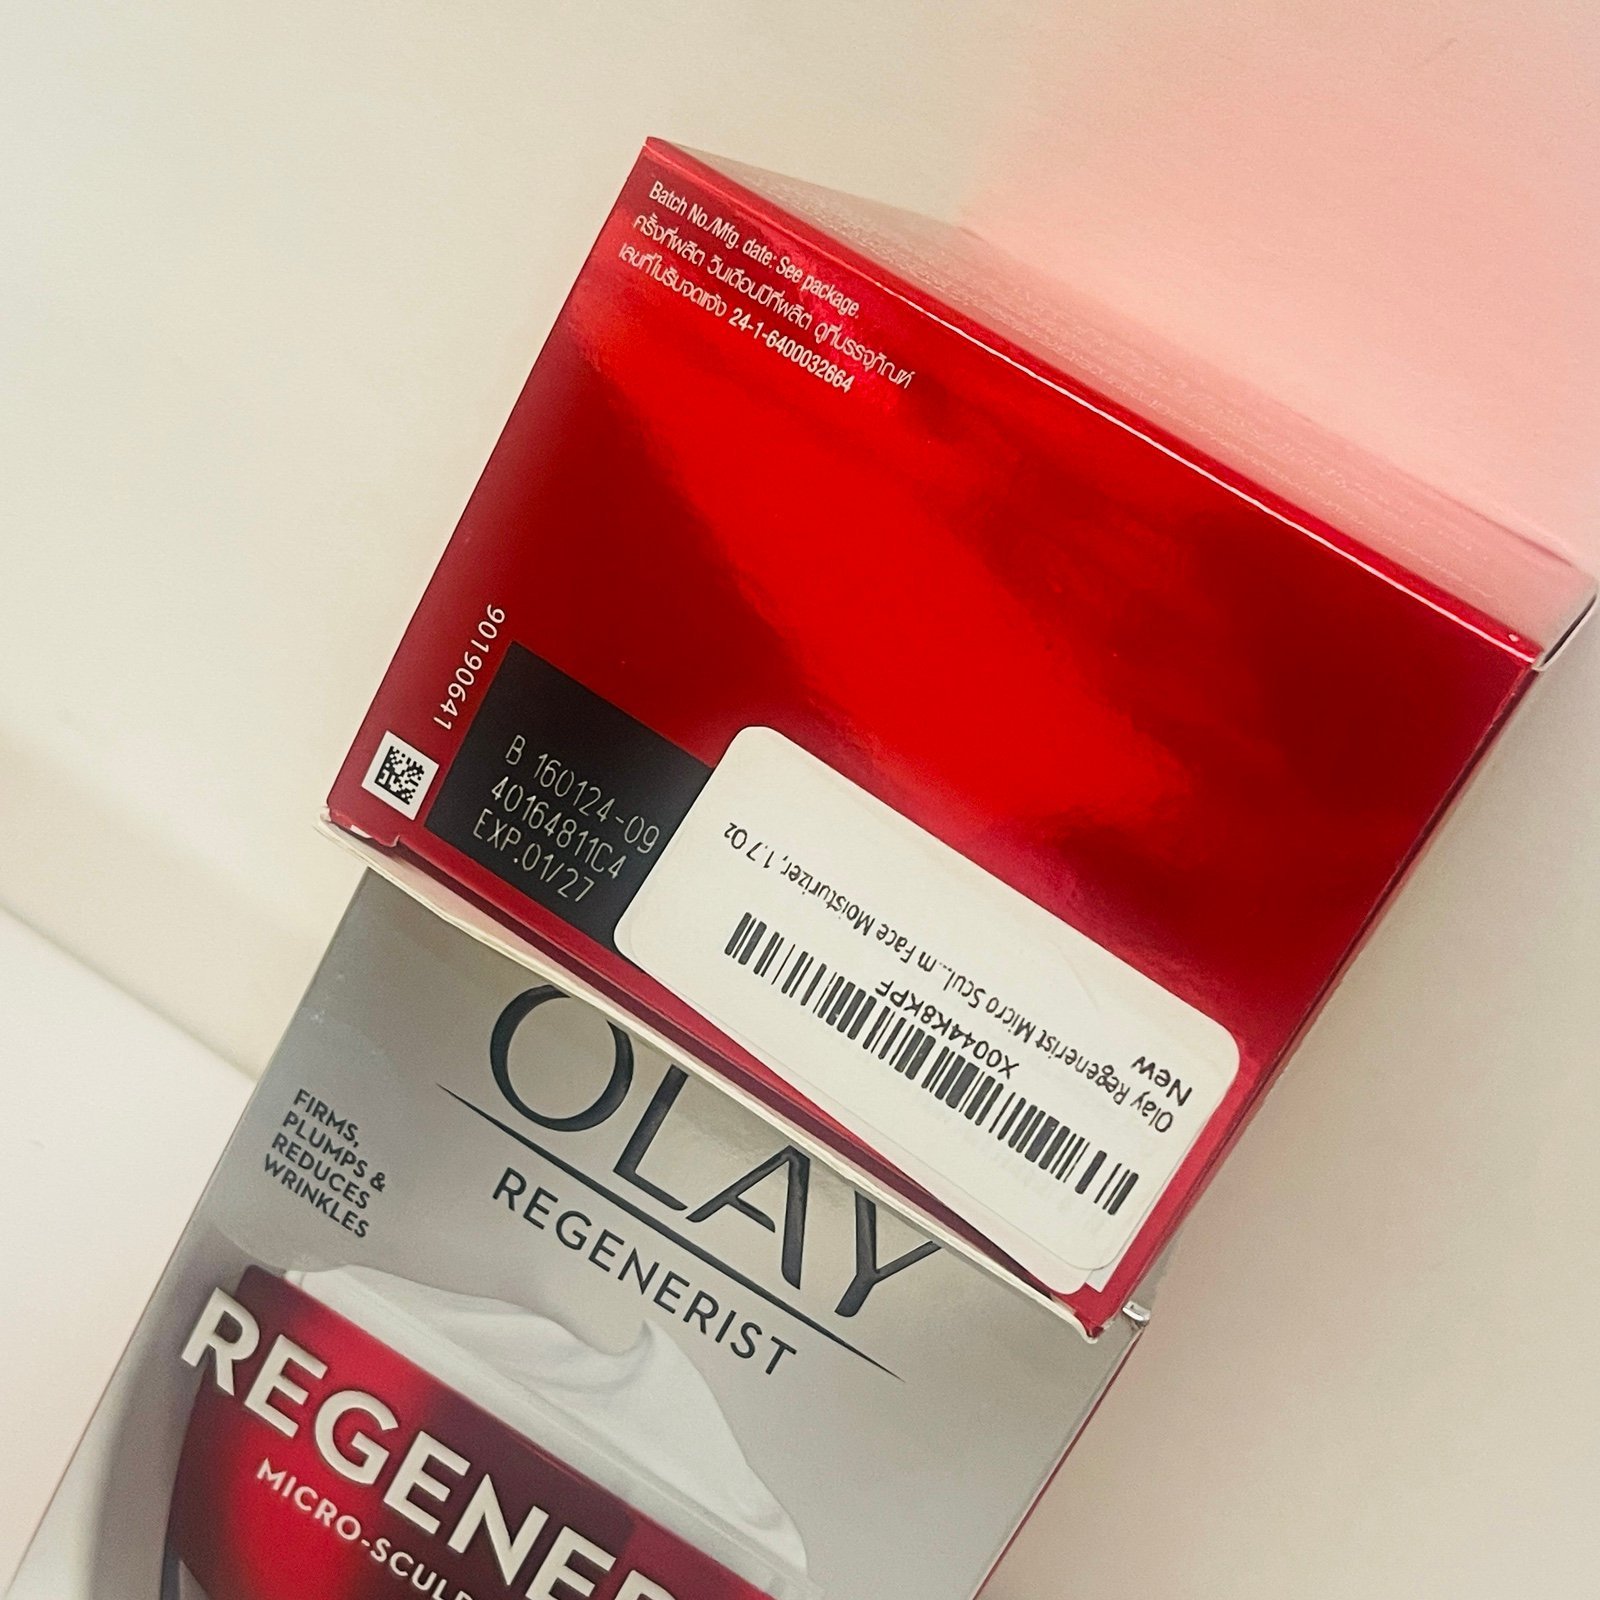 Batch No./Mfg. date: See package.
ครั้งที่ผลิต วันเดือนปีที่ผลิต ดูที่บรรจุภัณฑ์
เลขที่ใบรับจดแจ้ง 24-1-6400032664
90190641
B 160124-09
40164811C4
EXP.01/27
X0044K8KPF
Olay Regenerist Micro Scul...m Face Moisturizer, 1.7 Oz
New
OLAY
REGENERIST
FIRMS,
PLUMPS &
REDUCES
WRINKLES
REGENER
MICRO-SCULP